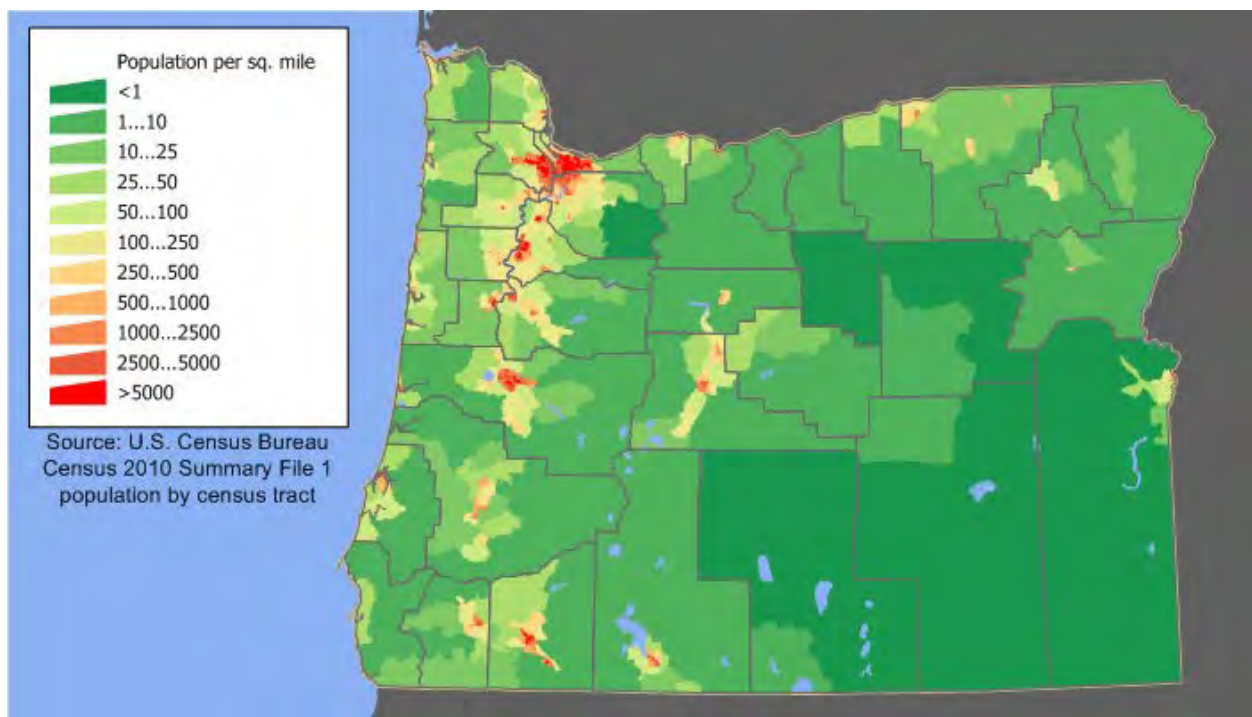 Population per sq. mile
<1
1...10
10...25
25...50
50...100
100...250
250...500
500...1000
1000...2500
2500...5000
>5000
Source: U.S. Census Bureau
Census 2010 Summary File 1
population by census tract